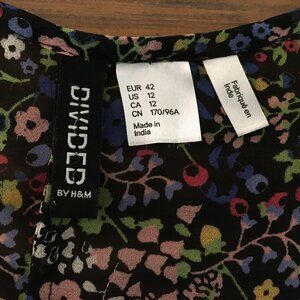 DIVIDED
BY H&M
EUR 42
US 12
CA 12
CN 170/96A
Made in
India
Fabriqué en
Inde